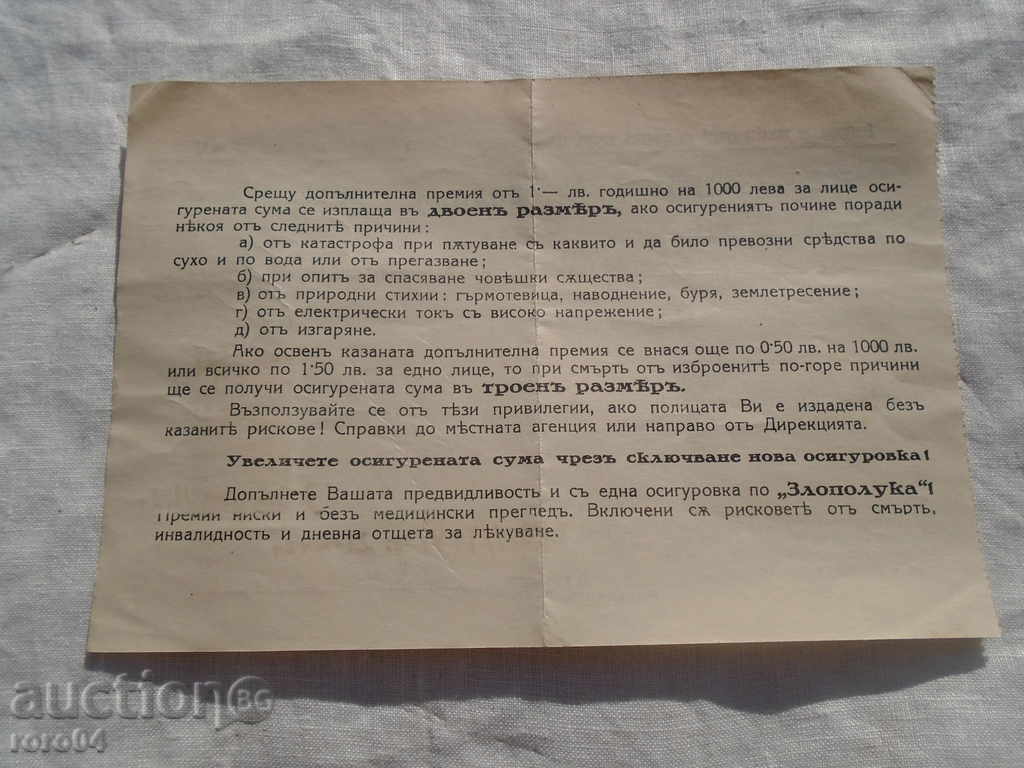 Срещу допълнителна премия отъ 1·— лв. годишно на 1000 лева за лице оси-
гурената сума се изплаща въ двоенъ размѣръ, ако осигурениятъ почине поради
нѣкоя отъ следнитѣ причини:
а) отъ катастрофа при пѫтуване съ каквито и да било превозни срѣдства по
сухо и по вода или отъ прегазване;
б) при опитъ за спасяване човѣшки сѫщества;
в) отъ природни стихии: гърмотевица, наводнение, буря, землетресение;
г) отъ електрически токъ съ високо напрежение;
д) отъ изгаряне.
Ако освенъ казаната допълнителна премия се внася още по 0·50 лв. на 1000 лв.
или всичко по 1·50 лв. за едно лице, то при смърть отъ изброенитѣ по-горе причини
ще се получи осигурената сума въ троенъ размѣръ.
Възползувайте се отъ тѣзи привилегии, ако полицата Ви е издадена безъ
казанитѣ рискове! Справки до мѣстната агенция или направо отъ Дирекцията.
Увеличете осигурената сума чрезъ сключване нова осигуровка!
Допълнете Вашата предвидливость и съ една осигуровка по „Злополука“!
Премии ниски и безъ медицински прегледъ. Включени сѫ рисковетѣ отъ смърть,
инвалидность и дневна отщета за лѣкуване.
auction BG
roro04